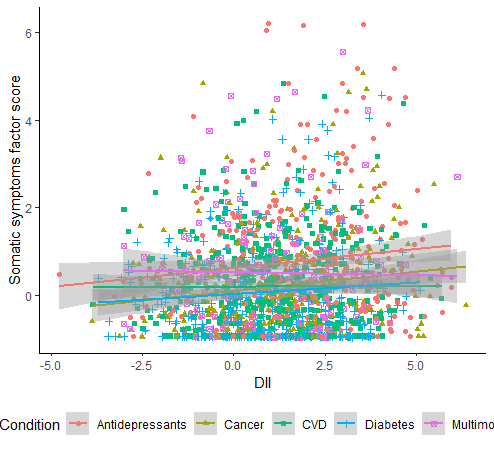 Somatic symptoms factor score
6
4
2
0
-5.0 -2.5 0.0 2.5 5.0
DII
Condition Antidepressants Cancer CVD Diabetes Multimo